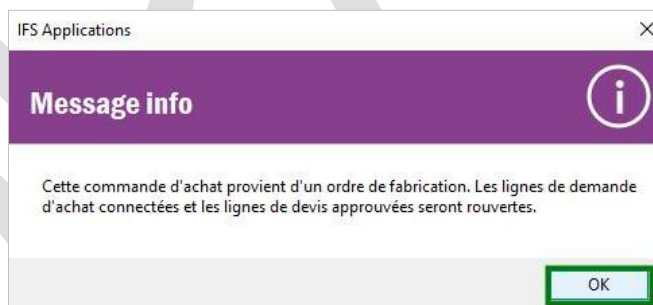 IFS Applications
Message info
Cette commande d'achat provient d'un ordre de fabrication. Les lignes de demande
d'achat connectées et les lignes de devis approuvées seront rouvertes.
OK